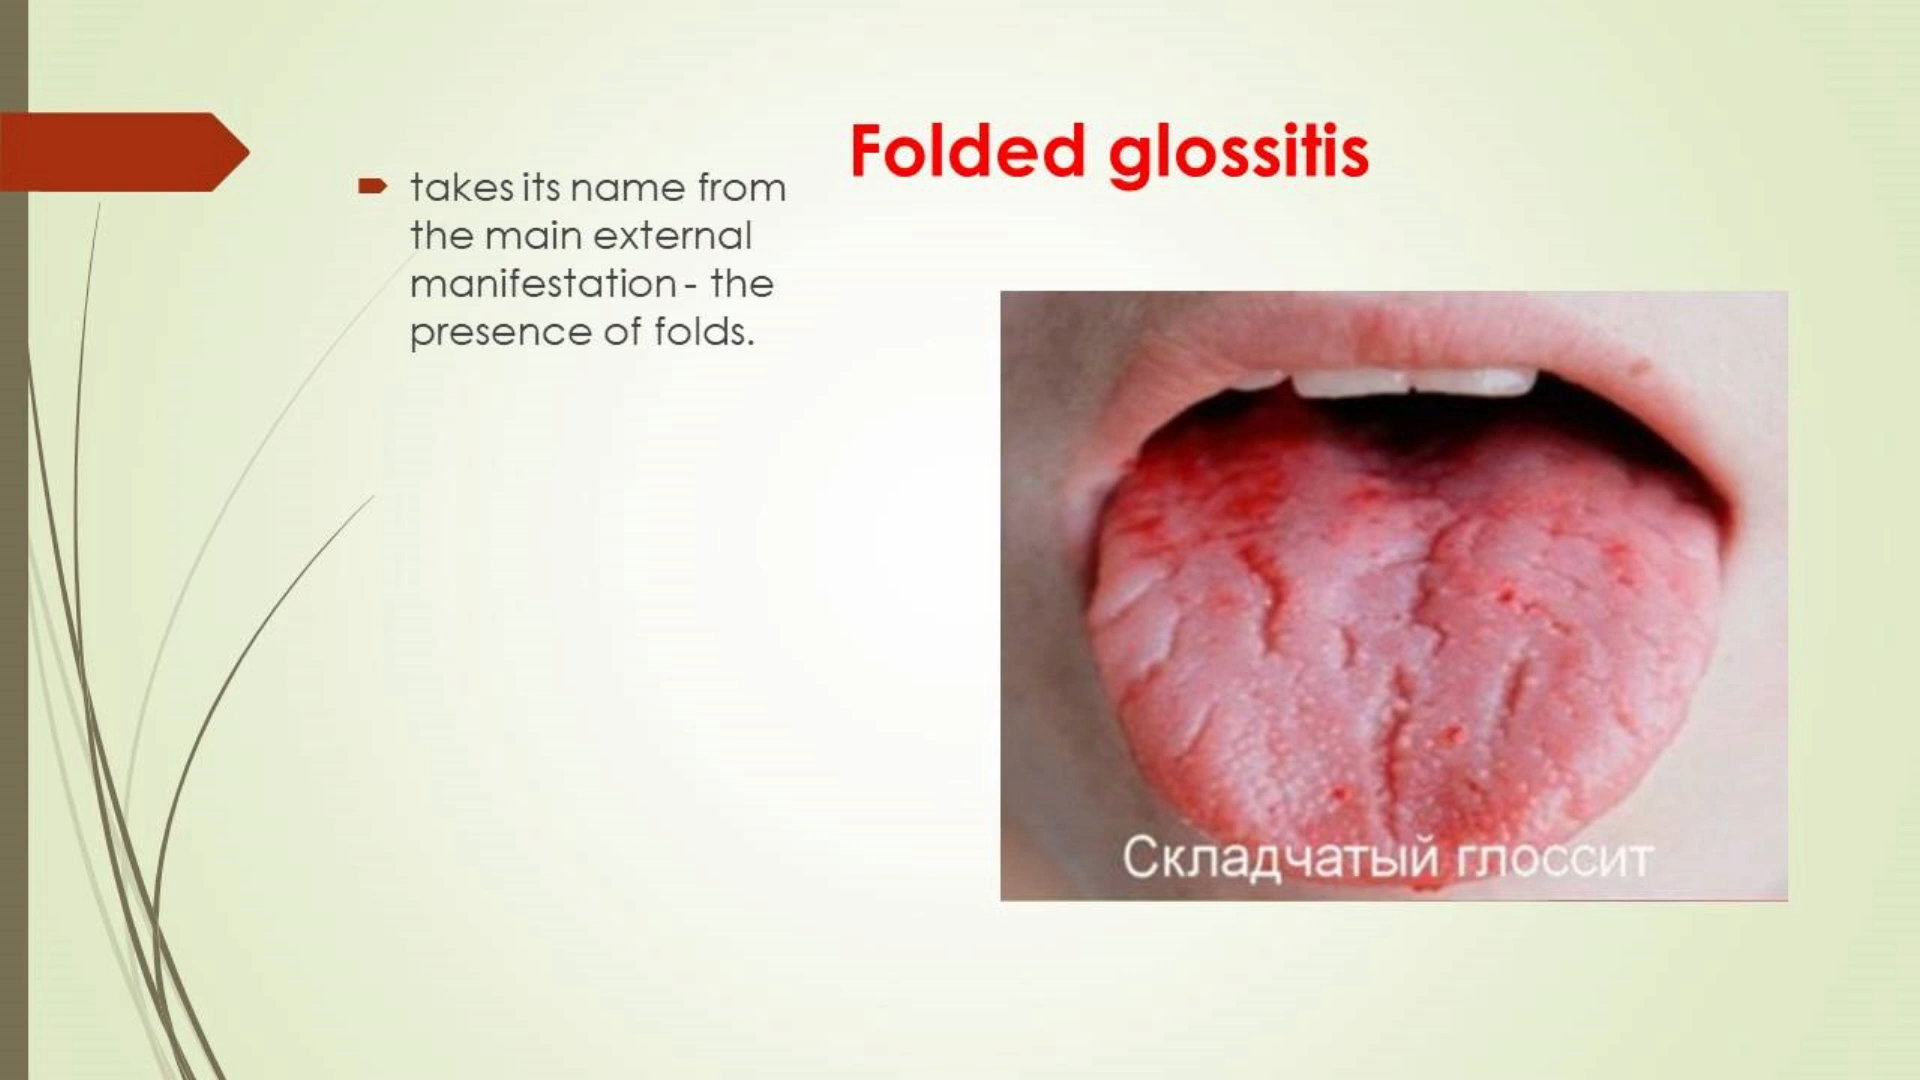 Folded glossitis
takes its name from
the main external
manifestation - the
presence of folds.
Складчатый глоссит